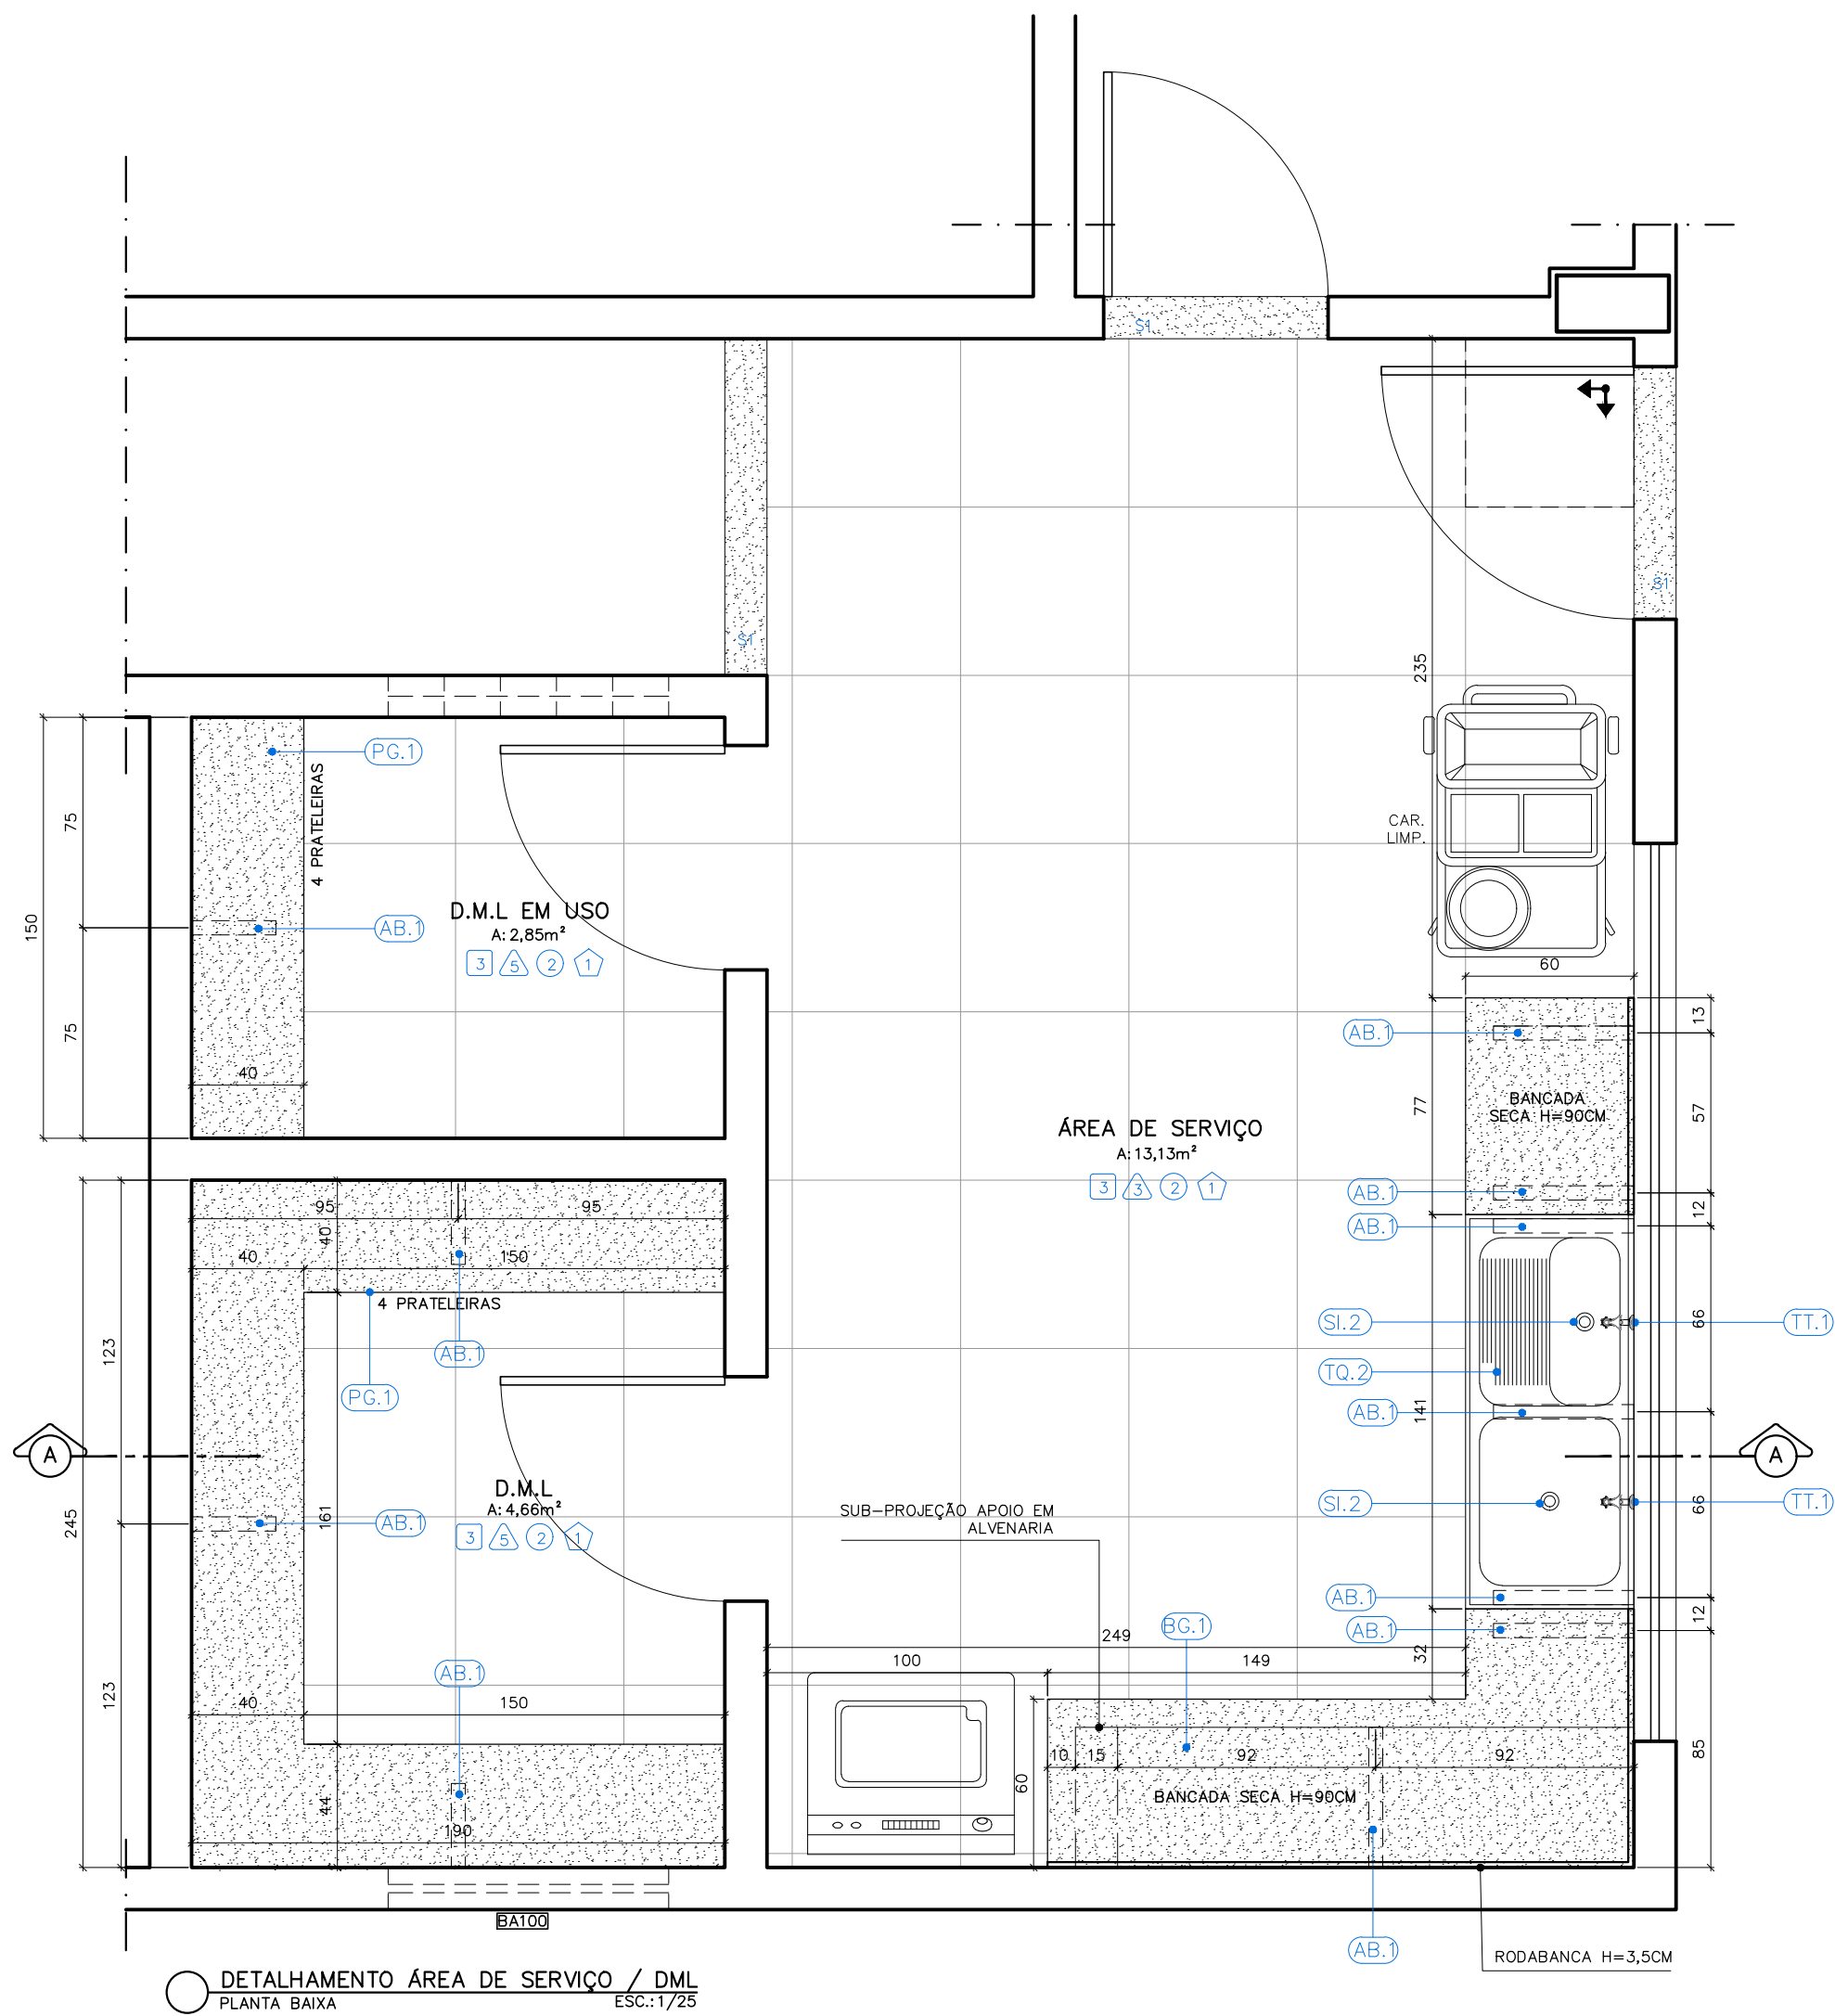 S1
S1
S1
235
PG.1
4 PRATELEIRAS
75
150
75
AB.1
D.M.L EM USO
A: 2,85m²
3 5 2 1
40
CAR.
LIMP.
60
13
AB.1
BANCADA
SECA H=90CM
77
57
ÁREA DE SERVIÇO
A: 13,13m²
3 3 2 1
AB.1
12
AB.1
95
95
40
40
150
4 PRATELEIRAS
AB.1
PG.1
123
245
123
SI.2
TT.1
66
TQ.2
AB.1
141
A
A
D.M.L
A: 4,66m²
3 5 2 1
AB.1
161
SUB-PROJEÇÃO APOIO EM
ALVENARIA
SI.2
TT.1
66
AB.1
12
AB.1
BG.1
249
32
100
149
AB.1
40
150
10
15
92
92
85
60
44
190
BANCADA SECA H=90CM
BA100
AB.1
RODABANCA H=3,5CM
DETALHAMENTO ÁREA DE SERVIÇO / DML
PLANTA BAIXA
ESC.:1/25